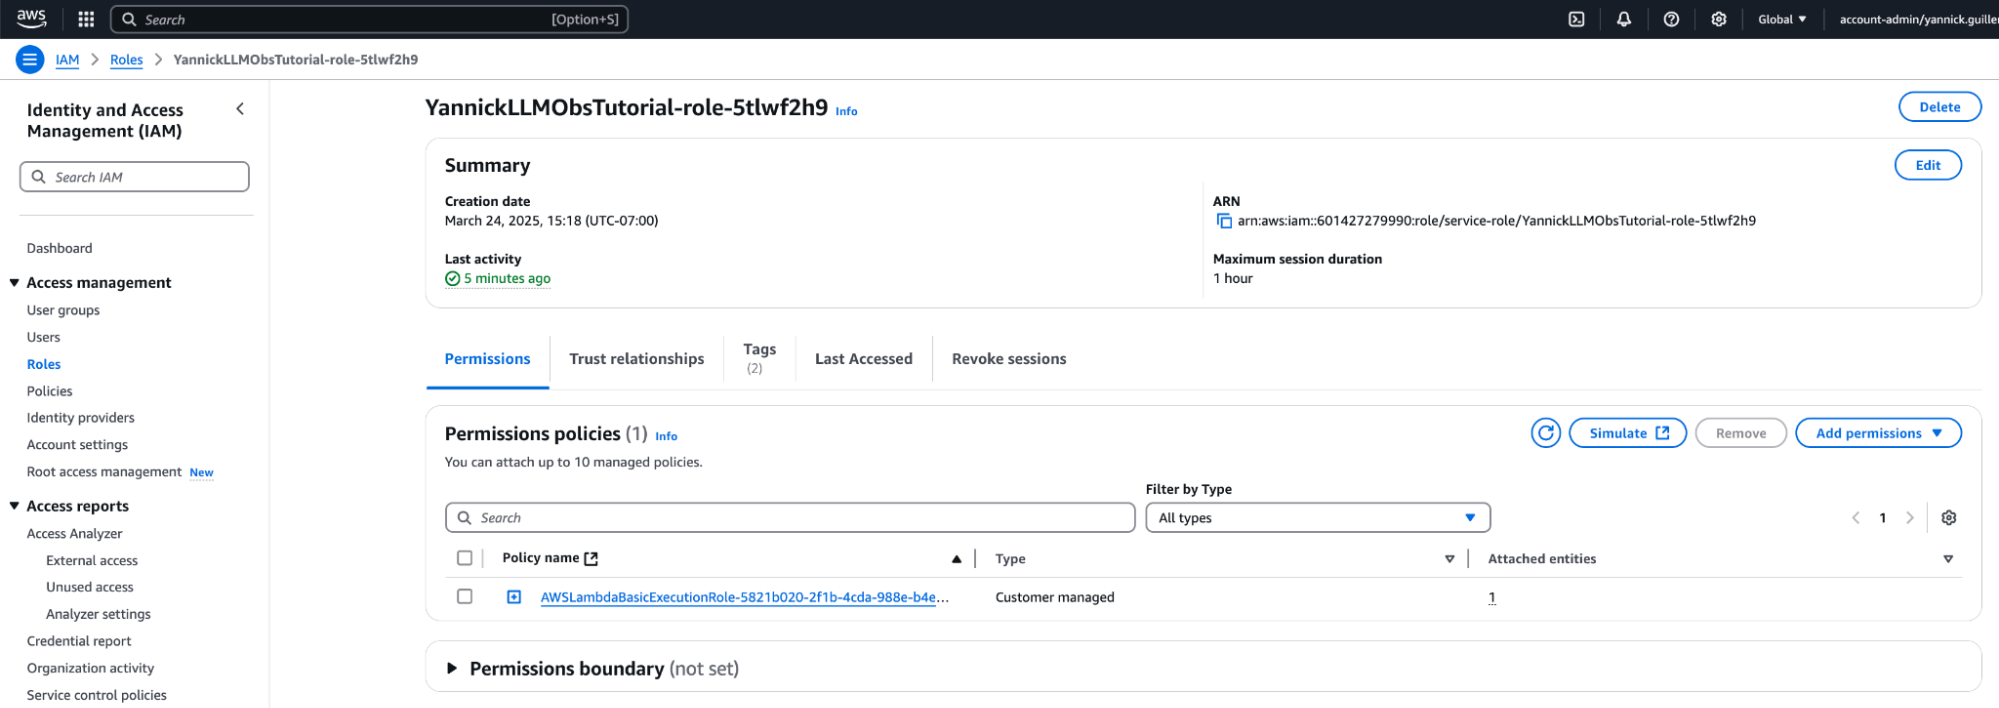 aws
Search [Option+S] Global account-admin/yannick.guille
IAM Roles YannickLLMObsTutorial-role-5tlwf2h9
Identity and Access Management (IAM)
Search IAM
Dashboard
Access management
User groups
Users
Roles
Policies
Identity providers
Account settings
Root access management New
Access reports
Access Analyzer
External access
Unused access
Analyzer settings
Credential report
Organization activity
Service control policies
YannickLLMObsTutorial-role-5tlwf2h9 Info
Delete
Summary
Edit
Creation date
March 24, 2025, 15:18 (UTC-07:00)
ARN
arn:aws:iam::601427279990:role/service-role/YannickLLMObsTutorial-role-5tlwf2h9
Last activity
5 minutes ago
Maximum session duration
1 hour
Permissions
Trust relationships
Tags
(2)
Last Accessed
Revoke sessions
Permissions policies (1) Info
You can attach up to 10 managed policies.
Simulate
Remove
Add permissions
Filter by Type
Search
All types
1
Policy name Type Attached entities
AWSLambdaBasicExecutionRole-5821b020-2f1b-4cda-988e-b4e... Customer managed 1
Permissions boundary (not set)